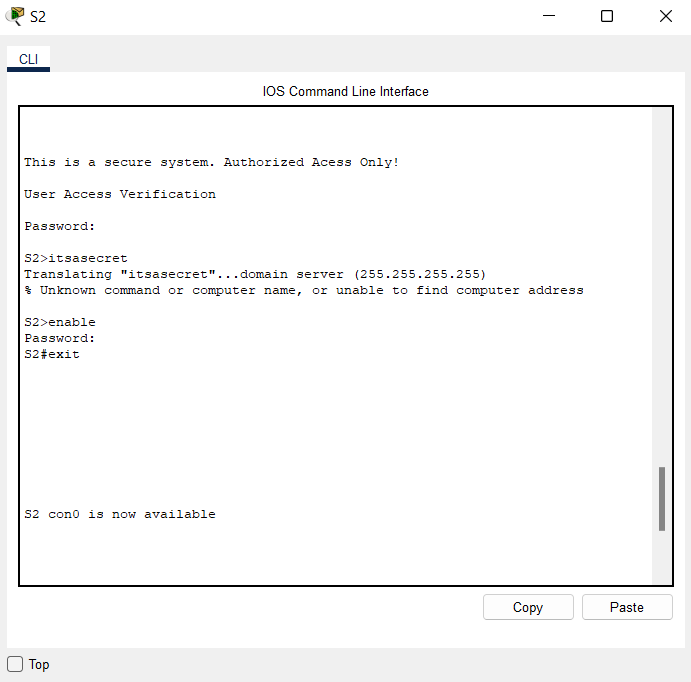 S2
CLI
IOS Command Line Interface
This is a secure system. Authorized Acess Only!
User Access Verification
Password:
S2>itsasecret
Translating "itsasecret"...domain server (255.255.255.255)
% Unknown command or computer name, or unable to find computer address
S2>enable
Password:
S2#exit
S2 con0 is now available
Copy
Paste
Top